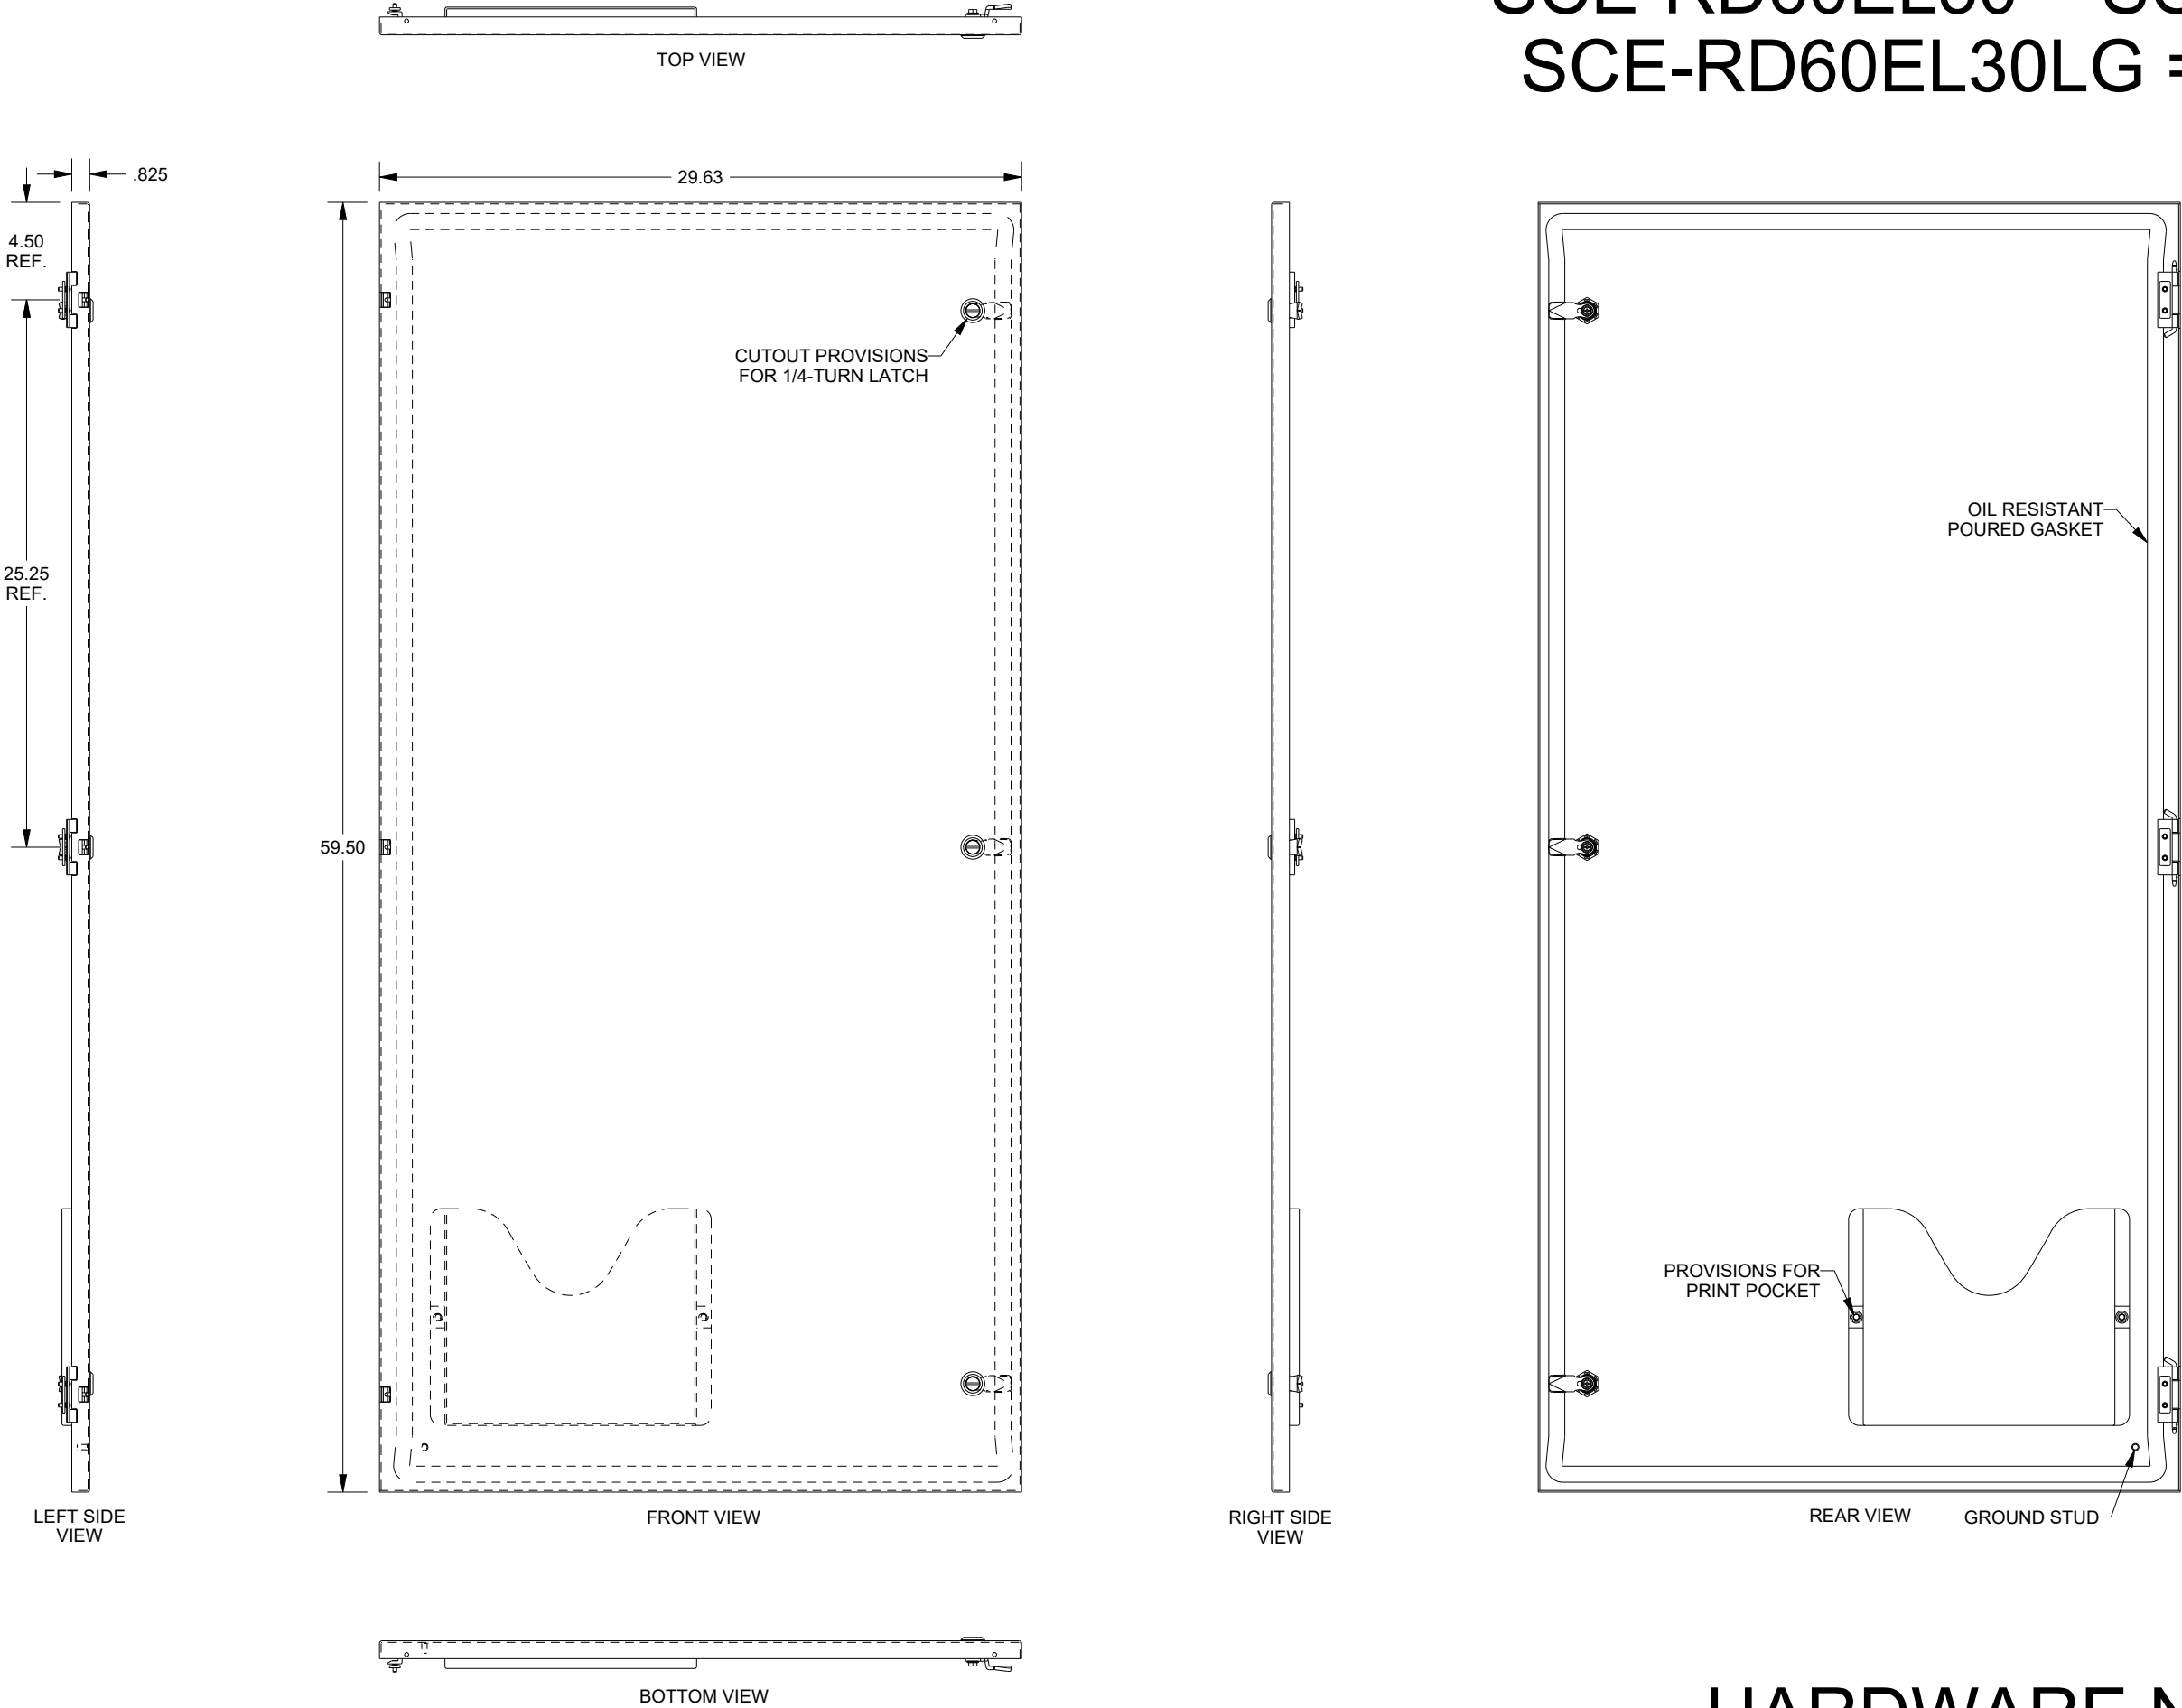 SCE-RD60EL30LG =
TOP VIEW
.825
29.63
4.50
REF.
CUTOUT PROVISIONS
FOR 1/4-TURN LATCH
OIL RESISTANT
POURED GASKET
25.25
REF.
59.50
PROVISIONS FOR
PRINT POCKET
LEFT SIDE
VIEW
FRONT VIEW
RIGHT SIDE
VIEW
REAR VIEW
GROUND STUD
BOTTOM VIEW
HARDWARE N